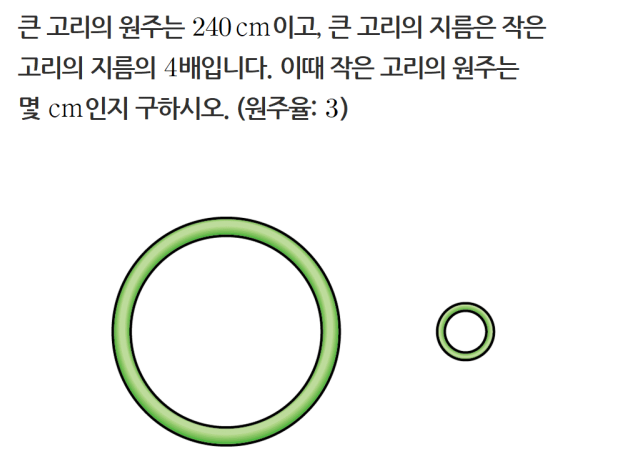 큰 고리의 원주는 240 cm이고, 큰 고리의 지름은 작은
고리의 지름의 4배입니다. 이때 작은 고리의 원주는
몇 cm인지 구하시오. (원주율: 3)